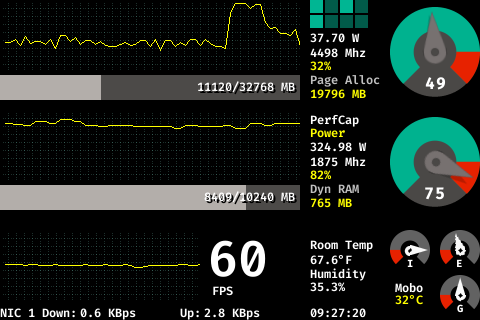 37.70 W
4498 Mhz
32%
11120/32768 MB
Page Alloc
19796 MB
49
PerfCap
Power
324.98 W
1875 Mhz
82%
8409/10240 MB
Dyn RAM
765 MB
75
60
FPS
Room Temp
67.6°F
Humidity
35.3%
I
E
Mobo
32°C
G
NIC 1 Down: 0.6 KBps
Up: 2.8 KBps
09:27:20